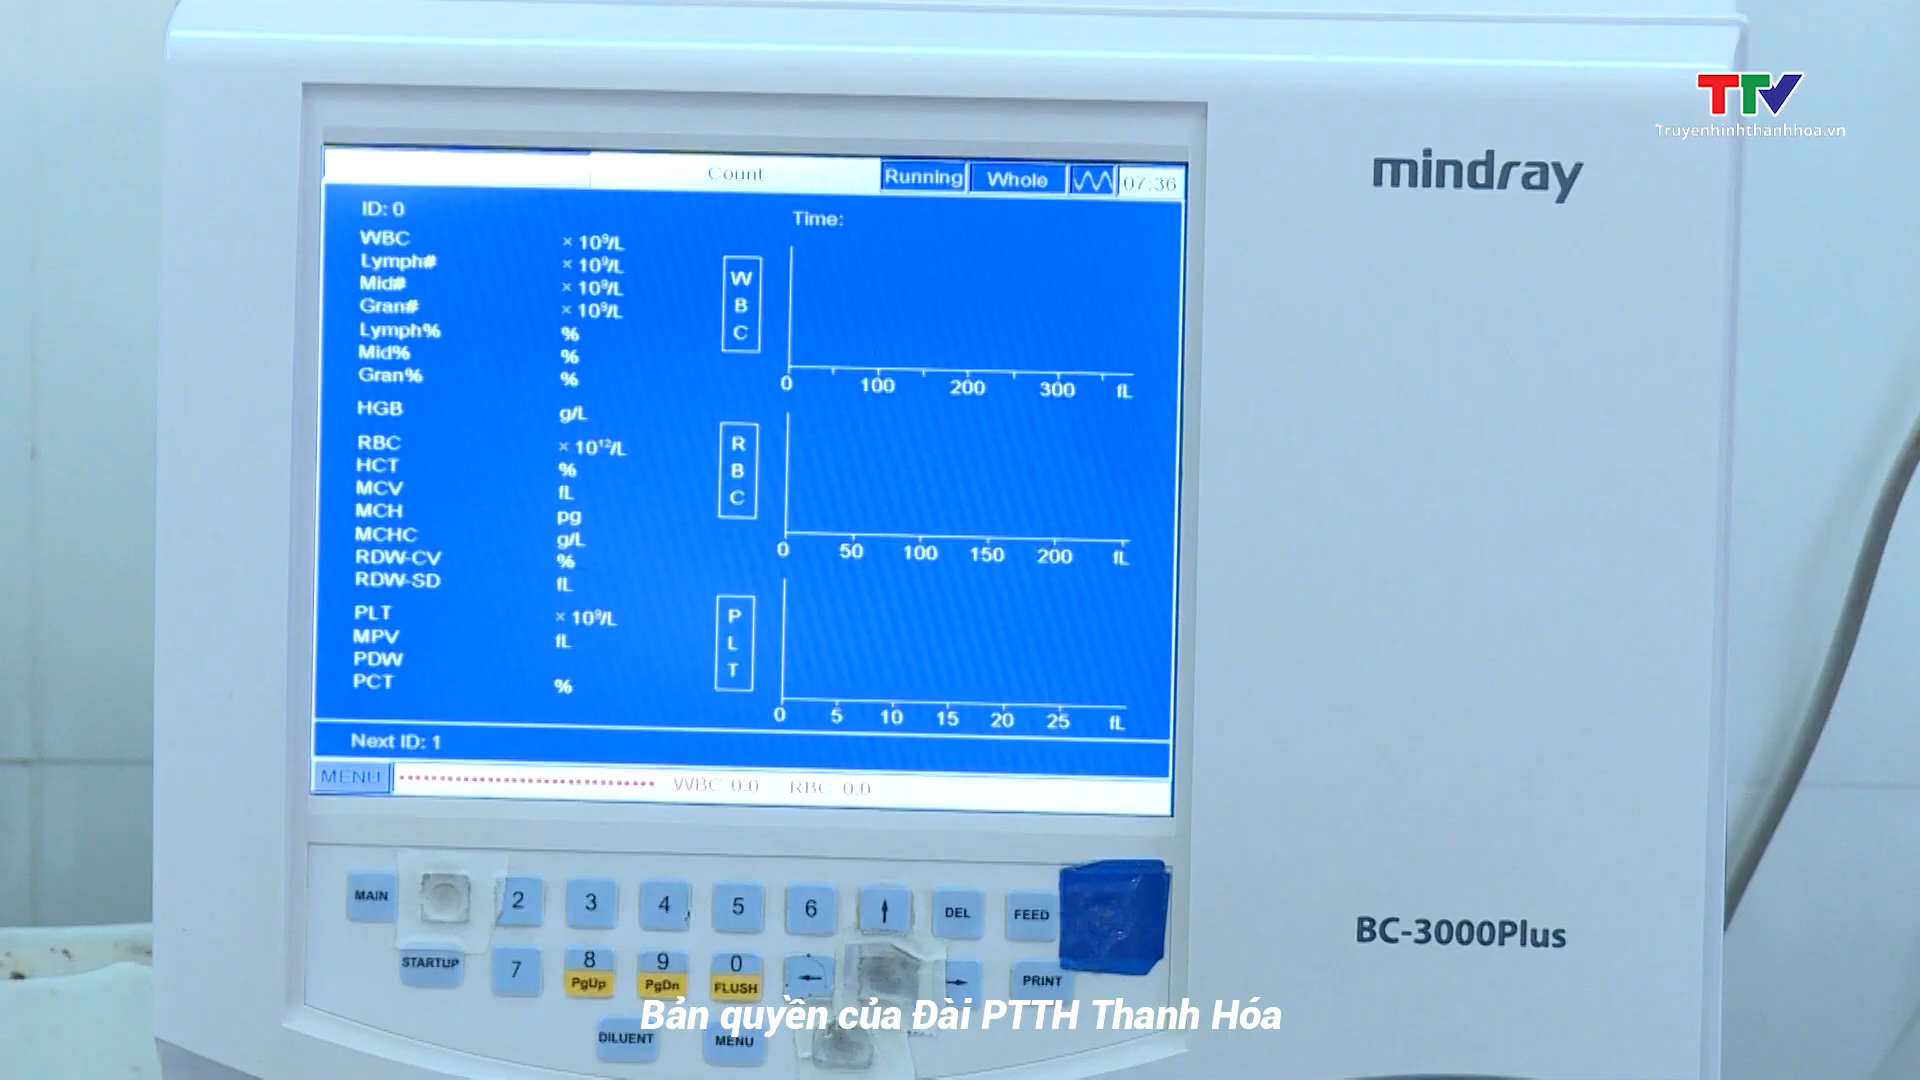 TTV
Truyenhinhthanhhoa.vn
mindray
Count Running Whole 07:36
ID: 0 Time:
WBC × 10⁹/L
Lymph# × 10⁹/L
Mid# × 10⁹/L
Gran# × 10⁹/L
Lymph% %
Mid% %
Gran% %
HGB g/L
RBC × 10¹²/L
HCT %
MCV fL
MCH pg
MCHC g/L
RDW-CV %
RDW-SD fL
PLT × 10⁹/L
MPV fL
PDW
PCT %
WBC
0 100 200 300 fL
RBC
0 50 100 150 200 fL
PLT
0 5 10 15 20 25 fL
Next ID: 1
MENU WBC 0.0 RBC 0.0
BC-3000Plus
MAIN 2 3 4 5 6 ↑ DEL FEED
STARTUP 7 8 9 0 ← → PRINT
PgUp PgDn FLUSH
DILUENT MENU
Bản quyền của Đài PTTH Thanh Hóa